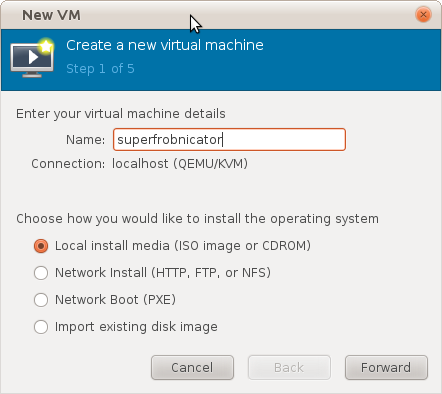 New VM
Create a new virtual machine
Step 1 of 5
Enter your virtual machine details
Name: superfrobnicator
Connection: localhost (QEMU/KVM)
Choose how you would like to install the operating system
Local install media (ISO image or CDROM)
Network Install (HTTP, FTP, or NFS)
Network Boot (PXE)
Import existing disk image
Cancel Back Forward